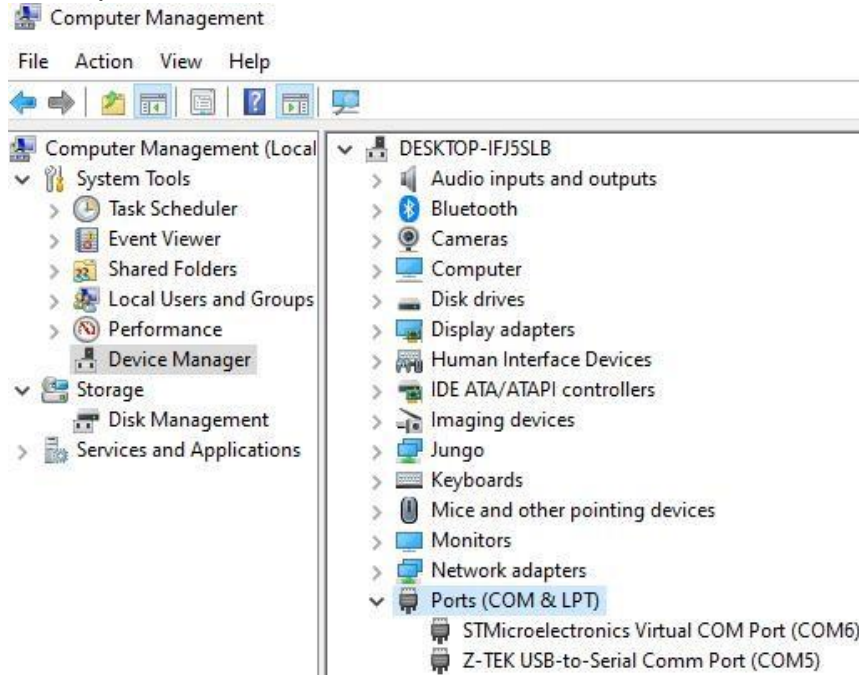 Computer Management
File Action View Help
Computer Management (Local
System Tools
Task Scheduler
Event Viewer
Shared Folders
Local Users and Groups
Performance
Device Manager
Storage
Disk Management
Services and Applications
DESKTOP-IFJ5SLB
Audio inputs and outputs
Bluetooth
Cameras
Computer
Disk drives
Display adapters
Human Interface Devices
IDE ATA/ATAPI controllers
Imaging devices
Jungo
Keyboards
Mice and other pointing devices
Monitors
Network adapters
Ports (COM & LPT)
STMicroelectronics Virtual COM Port (COM6)
Z-TEK USB-to-Serial Comm Port (COM5)